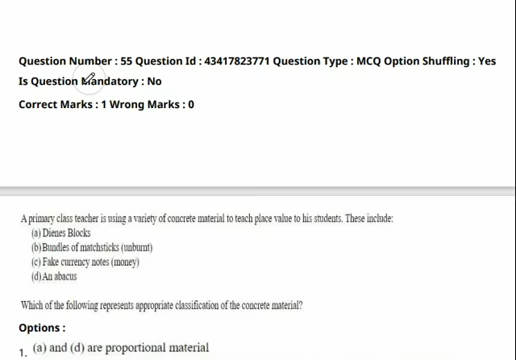 Question Number : 55 Question Id : 43417823771 Question Type : MCQ Option Shuffling : Yes
Is Question Mandatory : No
Correct Marks : 1 Wrong Marks : 0
A primary class teacher is using a variety of concrete material to teach place value to his students. These include:
(a) Dienes Blocks
(b) Bundles of matchsticks (unburnt)
(c) Fake currency notes (money)
(d) An abacus
Which of the following represents appropriate classification of the concrete material?
Options :
1. (a) and (d) are proportional material